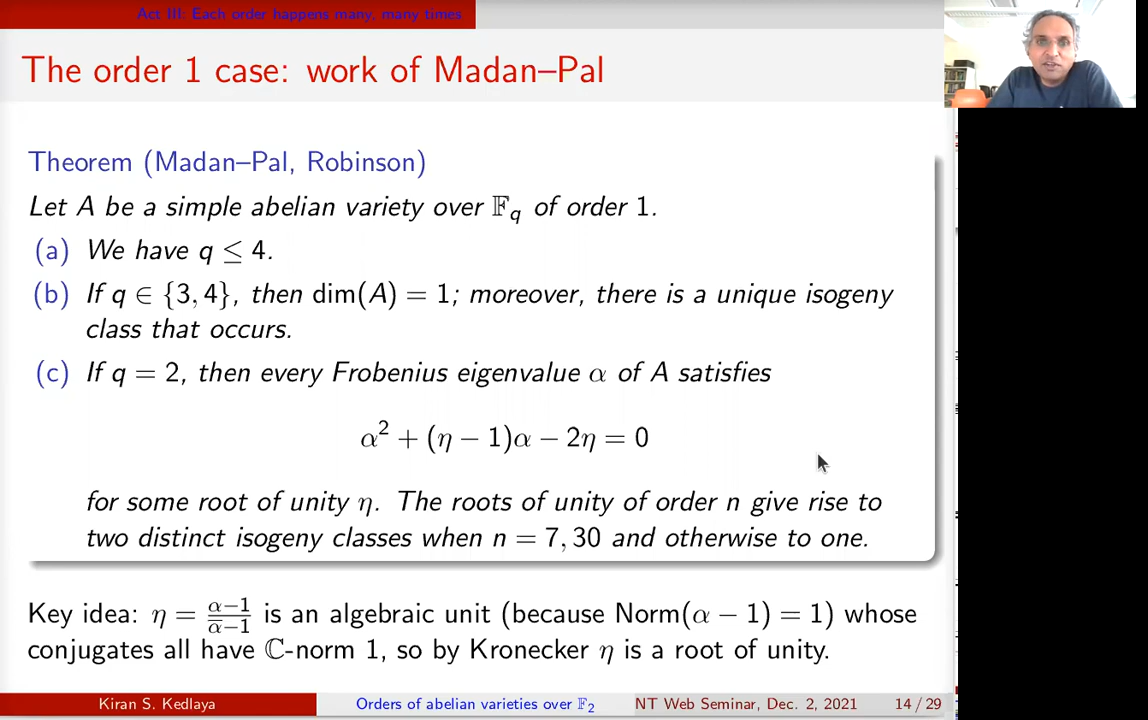 Act III: Each order happens many, many times
The order 1 case: work of Madan–Pal
Theorem (Madan–Pal, Robinson)
Let A be a simple abelian variety over 𝔽_q of order 1.
(a) We have q ≤ 4.
(b) If q ∈ {3, 4}, then dim(A) = 1; moreover, there is a unique isogeny
class that occurs.
(c) If q = 2, then every Frobenius eigenvalue α of A satisfies
α² + (η − 1)α − 2η = 0
for some root of unity η. The roots of unity of order n give rise to
two distinct isogeny classes when n = 7, 30 and otherwise to one.
Key idea: η = (α−1)/(α̅−1) is an algebraic unit (because Norm(α − 1) = 1) whose
conjugates all have ℂ-norm 1, so by Kronecker η is a root of unity.
Kiran S. Kedlaya Orders of abelian varieties over 𝔽₂ NT Web Seminar, Dec. 2, 2021 14 / 29